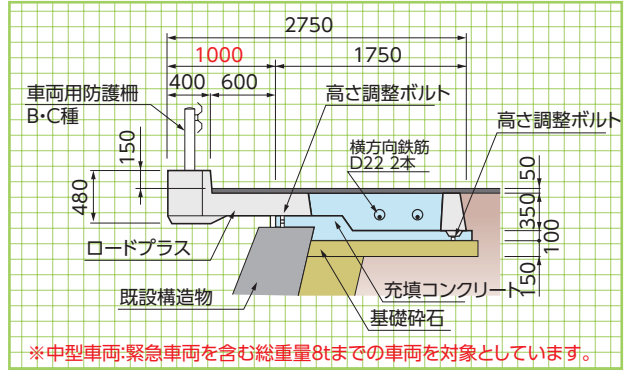 2750
1000
1750
400
600
車両用防護柵
B・C種
高さ調整ボルト
高さ調整ボルト
横方向鉄筋
D22 2本
150
480
50
350
100
150
ロードプラス
既設構造物
充填コンクリート
基礎砕石
※中型車両:緊急車両を含む総重量8tまでの車両を対象としています。